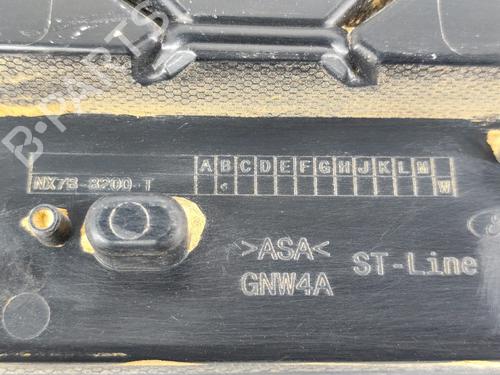 B-PARTS
A B C D E F G H J K L M
NX7B-8200-T W
>ASA<
GNW4A
ST-Line